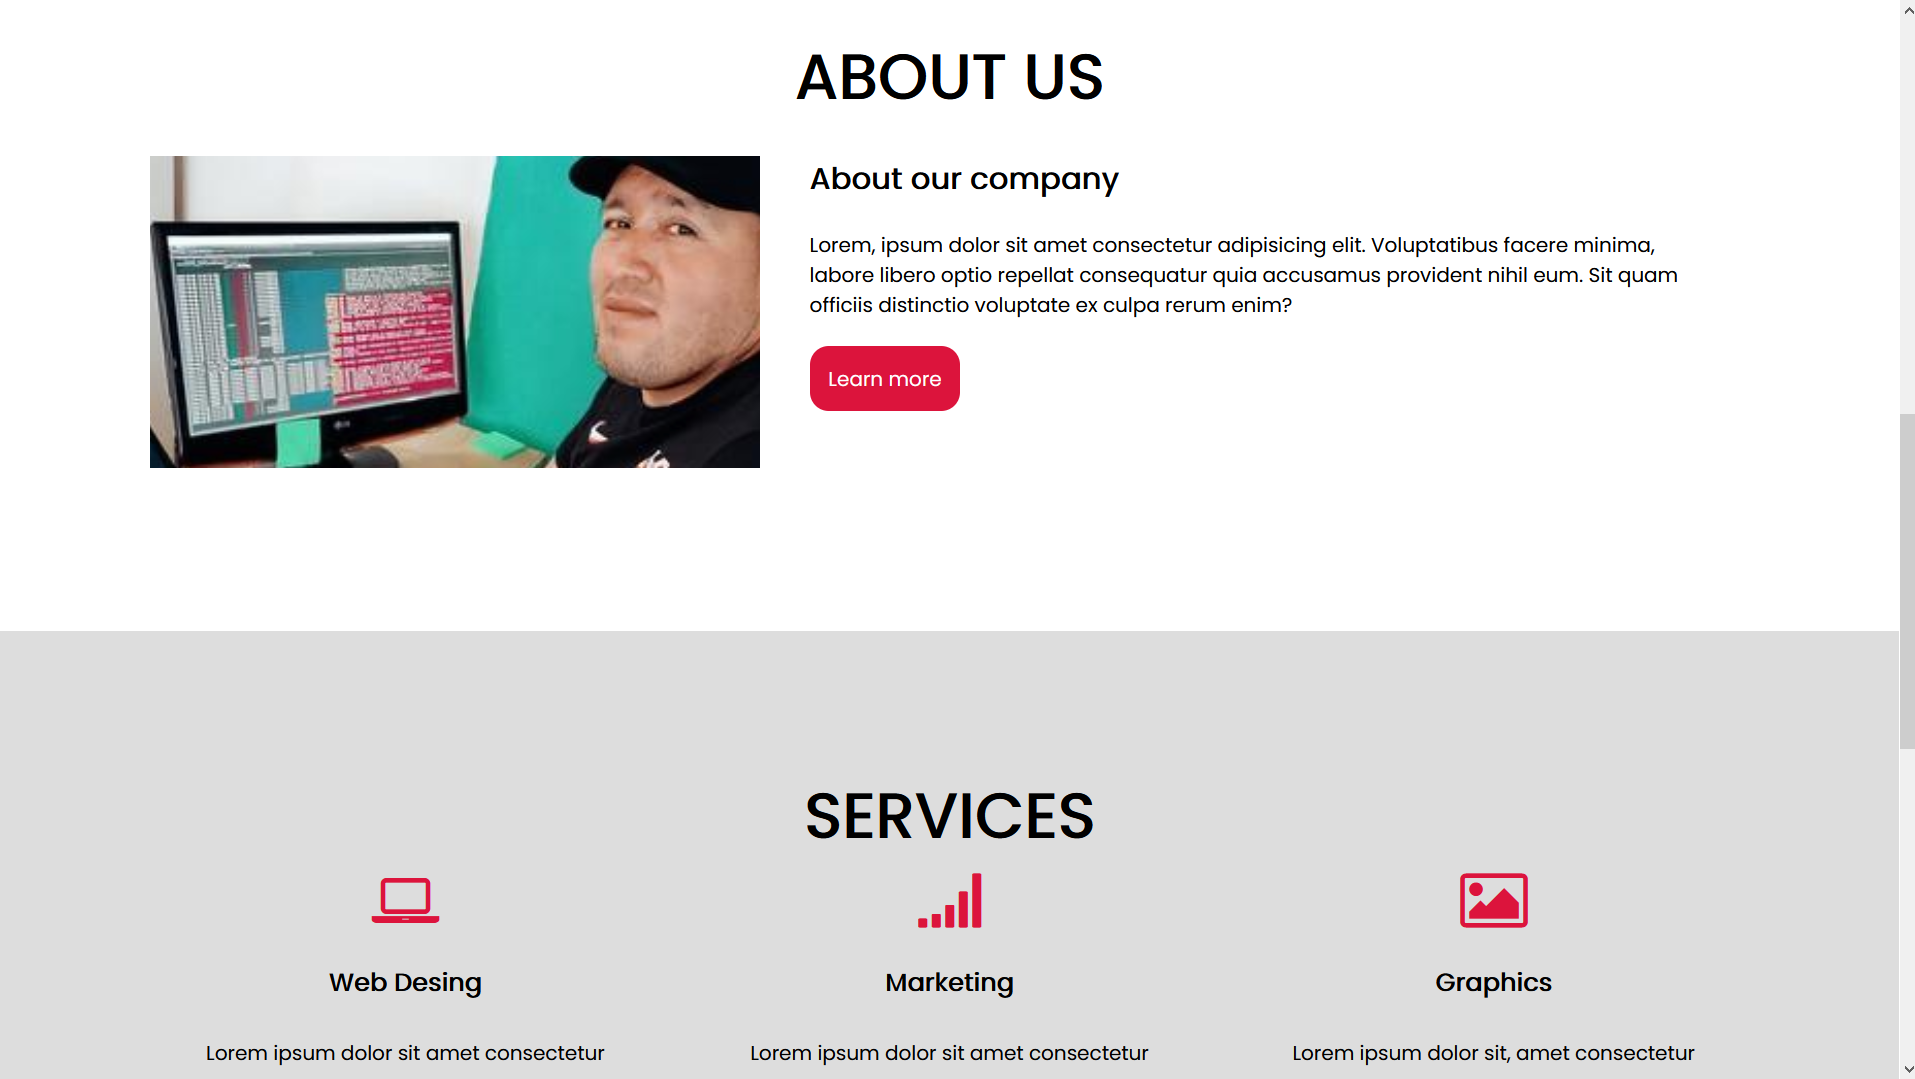 ABOUT US
About our company
Lorem, ipsum dolor sit amet consectetur adipisicing elit. Voluptatibus facere minima,
labore libero optio repellat consequatur quia accusamus provident nihil eum. Sit quam
officiis distinctio voluptate ex culpa rerum enim?
Learn more
SERVICES
Web Desing
Marketing
Graphics
Lorem ipsum dolor sit amet consectetur
Lorem ipsum dolor sit amet consectetur
Lorem ipsum dolor sit, amet consectetur